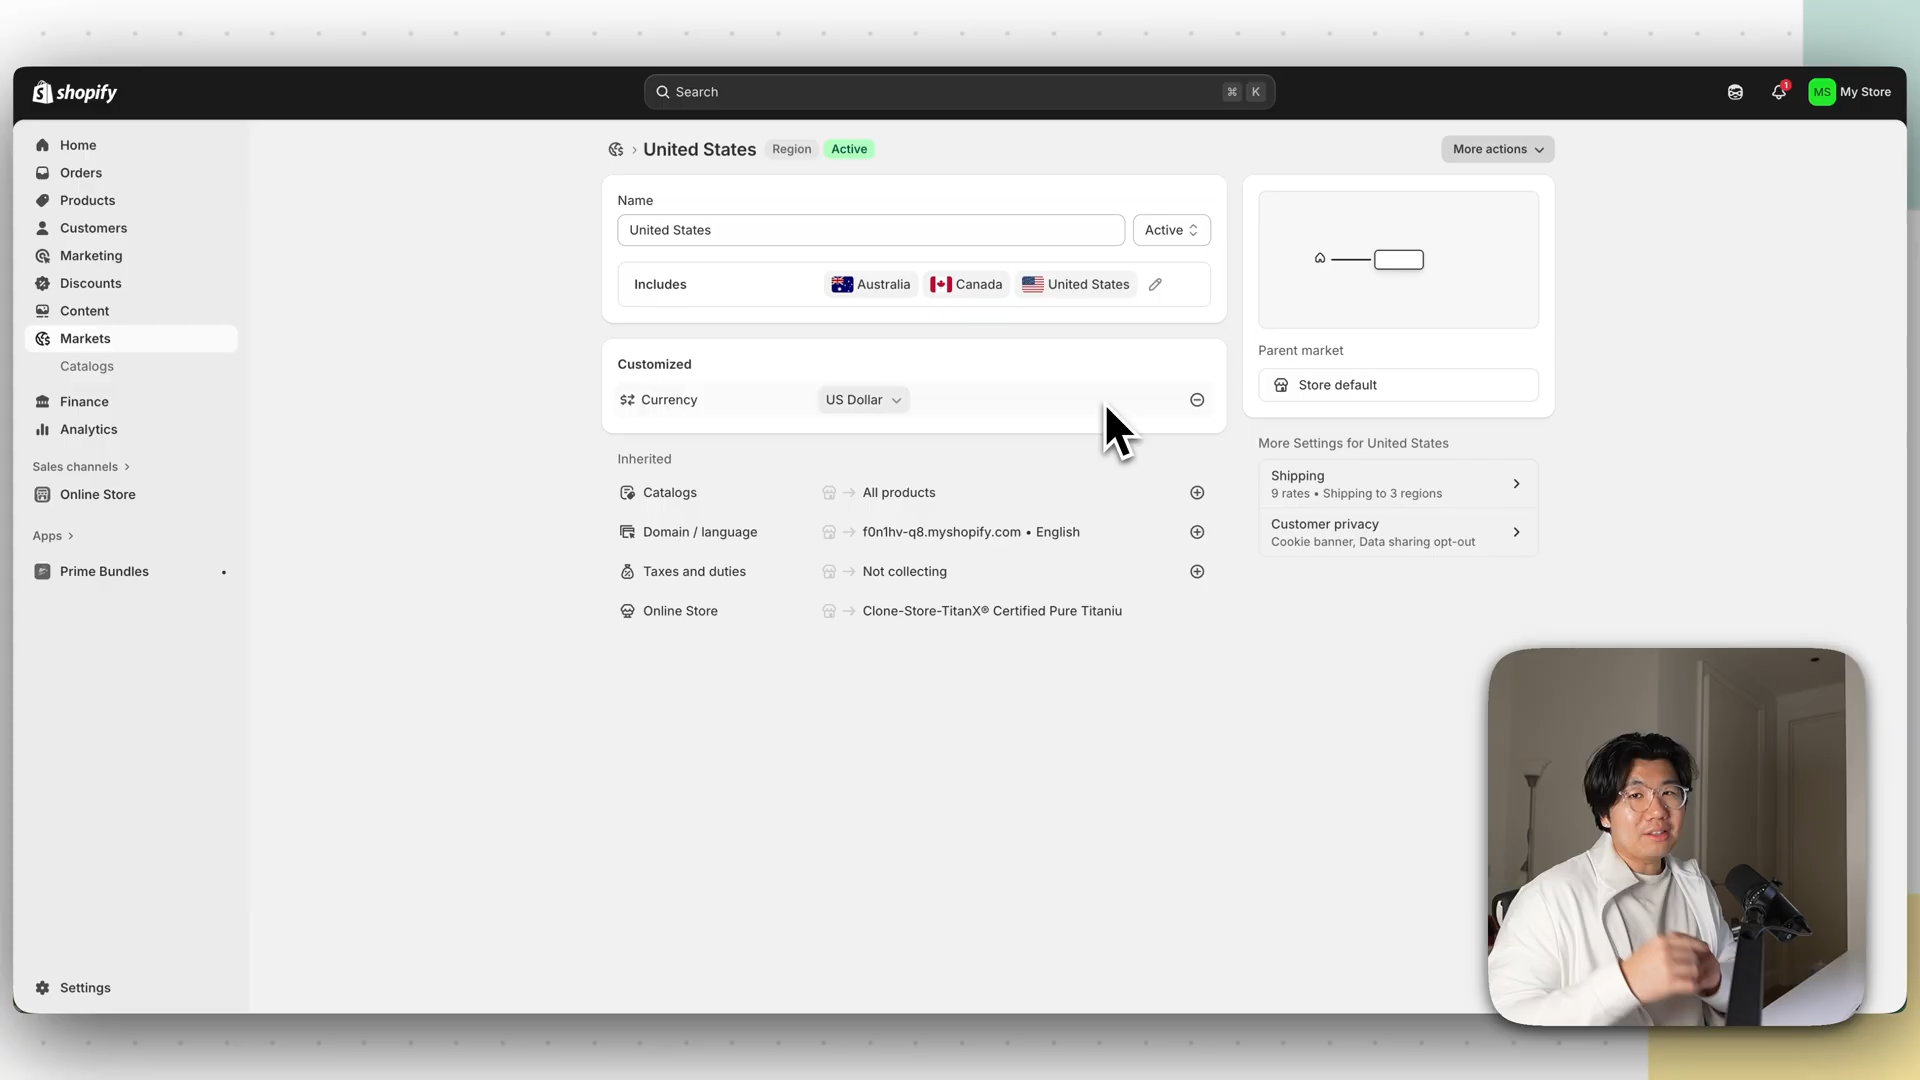 shopify
Search
⌘ K
1
MS My Store
Home
Orders
Products
Customers
Marketing
Discounts
Content
Markets
Catalogs
Finance
Analytics
Sales channels
Online Store
Apps
Prime Bundles
Settings
United States Region Active
More actions
Name
United States
Active
Includes Australia Canada United States
Customized
Currency US Dollar
Inherited
Catalogs All products
Domain / language f0n1hv-q8.myshopify.com • English
Taxes and duties Not collecting
Online Store Clone-Store-TitanX® Certified Pure Titaniu
Parent market
Store default
More Settings for United States
Shipping
9 rates • Shipping to 3 regions
Customer privacy
Cookie banner, Data sharing opt-out